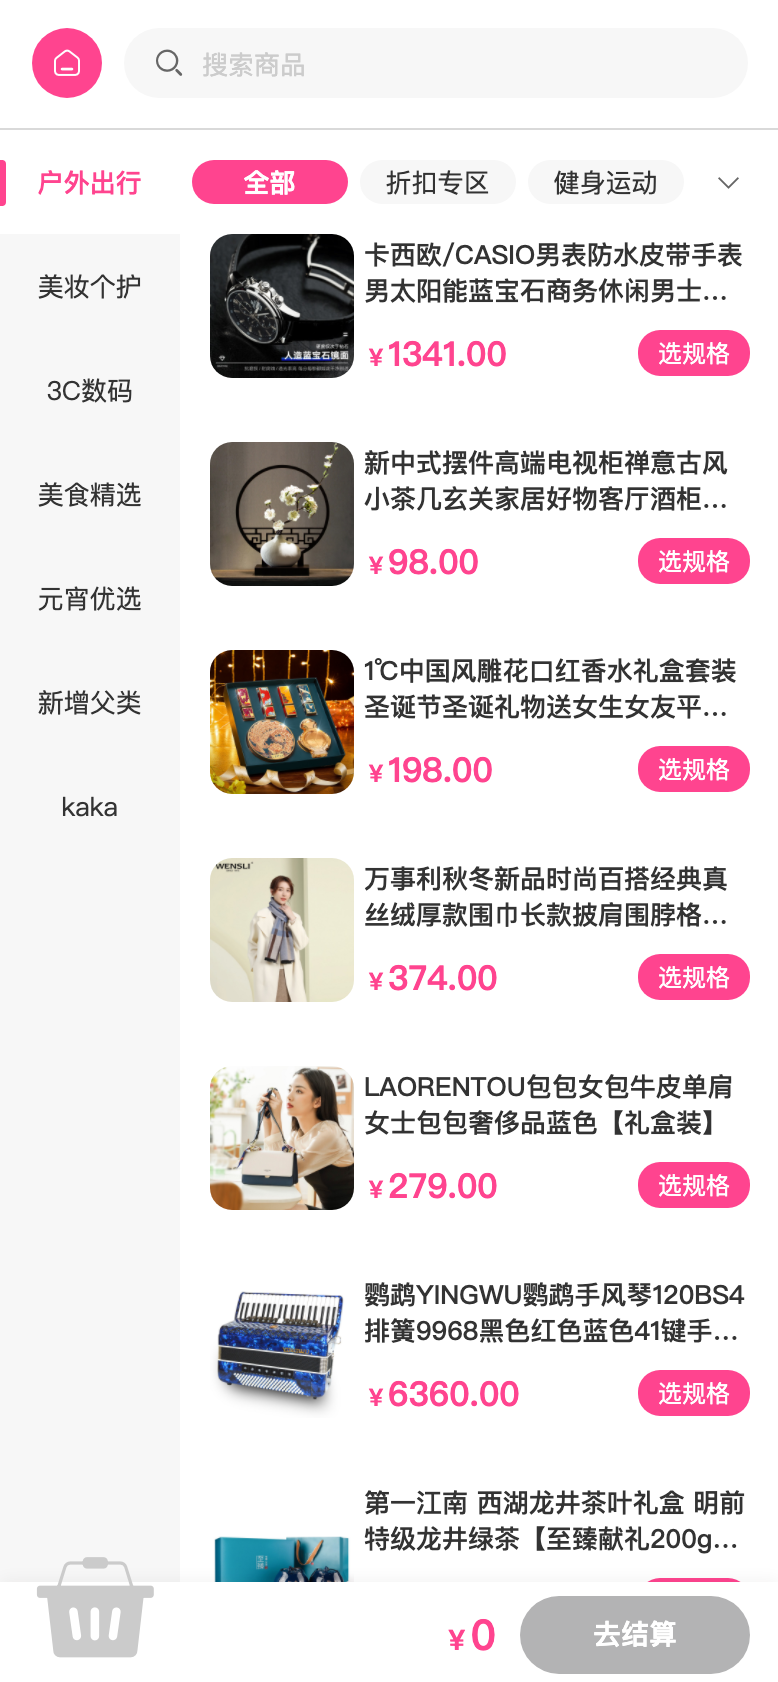 搜索商品
户外出行
全部
折扣专区
健身运动
美妆个护
3C数码
美食精选
元宵优选
新增父类
kaka
人造蓝宝石镜面
卡西欧/CASIO男表防水皮带手表
男太阳能蓝宝石商务休闲男士...
¥1341.00
选规格
新中式摆件高端电视柜禅意古风
小茶几玄关家居好物客厅酒柜...
¥98.00
选规格
1℃中国风雕花口红香水礼盒套装
圣诞节圣诞礼物送女生女友平...
¥198.00
选规格
WENSLI
万事利秋冬新品时尚百搭经典真
丝绒厚款围巾长款披肩围脖格...
¥374.00
选规格
LAORENTOU包包女包牛皮单肩
女士包包奢侈品蓝色【礼盒装】
¥279.00
选规格
鹦鹉YINGWU鹦鹉手风琴120BS4
排簧9968黑色红色蓝色41键手...
¥6360.00
选规格
第一江南 西湖龙井茶叶礼盒 明前
特级龙井绿茶【至臻献礼200g...
¥0
去结算